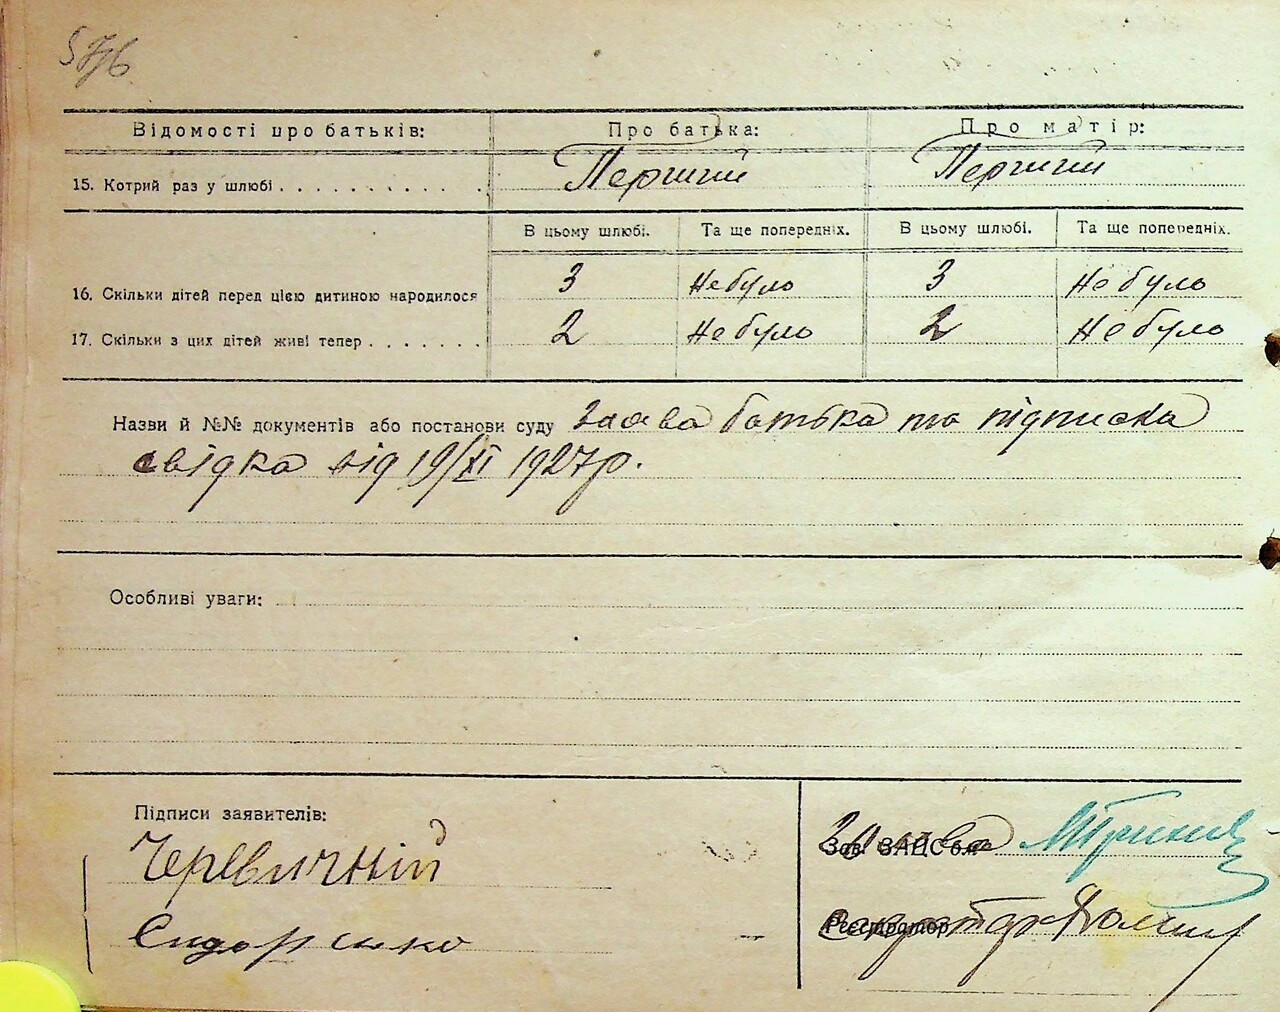 576
Відомості про батьків: Про батька: Про матір:
15. Котрий раз у шлюбі . . . . . . . . . . . Перший Перший
В цьому шлюбі. Та ще попередніх. В цьому шлюбі. Та ще попередніх.
16. Скільки дітей перед цією дитиною народилося 3 не було 3 не було
17. Скільки з цих дітей живі тепер . . . . . . . 2 не було 2 не було
Назви й №№ документів або постанови суду Заява батька та підписка
свідка від 19/XI 1927р.
Особливі уваги:
Підписи заявителів:
Червичний
Сидоренко
Зав. ЗАЦС'ом Голова
Реєстратор Секретар